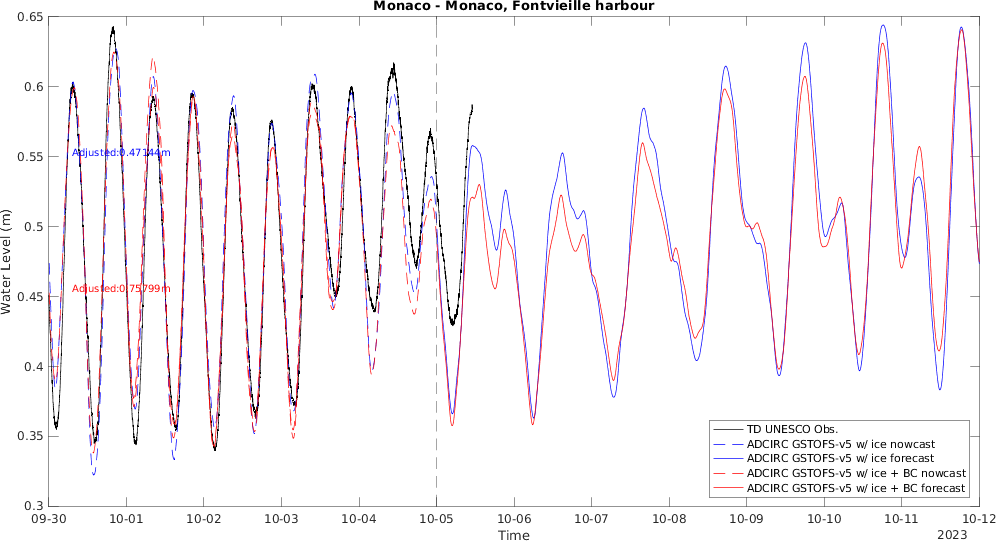 Monaco - Monaco, Fontvieille harbour
0.65
0.6
0.55
0.5
0.45
0.4
0.35
0.3
Water Level (m)
Adjusted:0.47144m
Adjusted:0.75799m
TD UNESCO Obs.
ADCIRC GSTOFS-v5 w/ ice nowcast
ADCIRC GSTOFS-v5 w/ ice forecast
ADCIRC GSTOFS-v5 w/ ice + BC nowcast
ADCIRC GSTOFS-v5 w/ ice + BC forecast
09-30 10-01 10-02 10-03 10-04 10-05 10-06 10-07 10-08 10-09 10-10 10-11 10-12
Time
2023